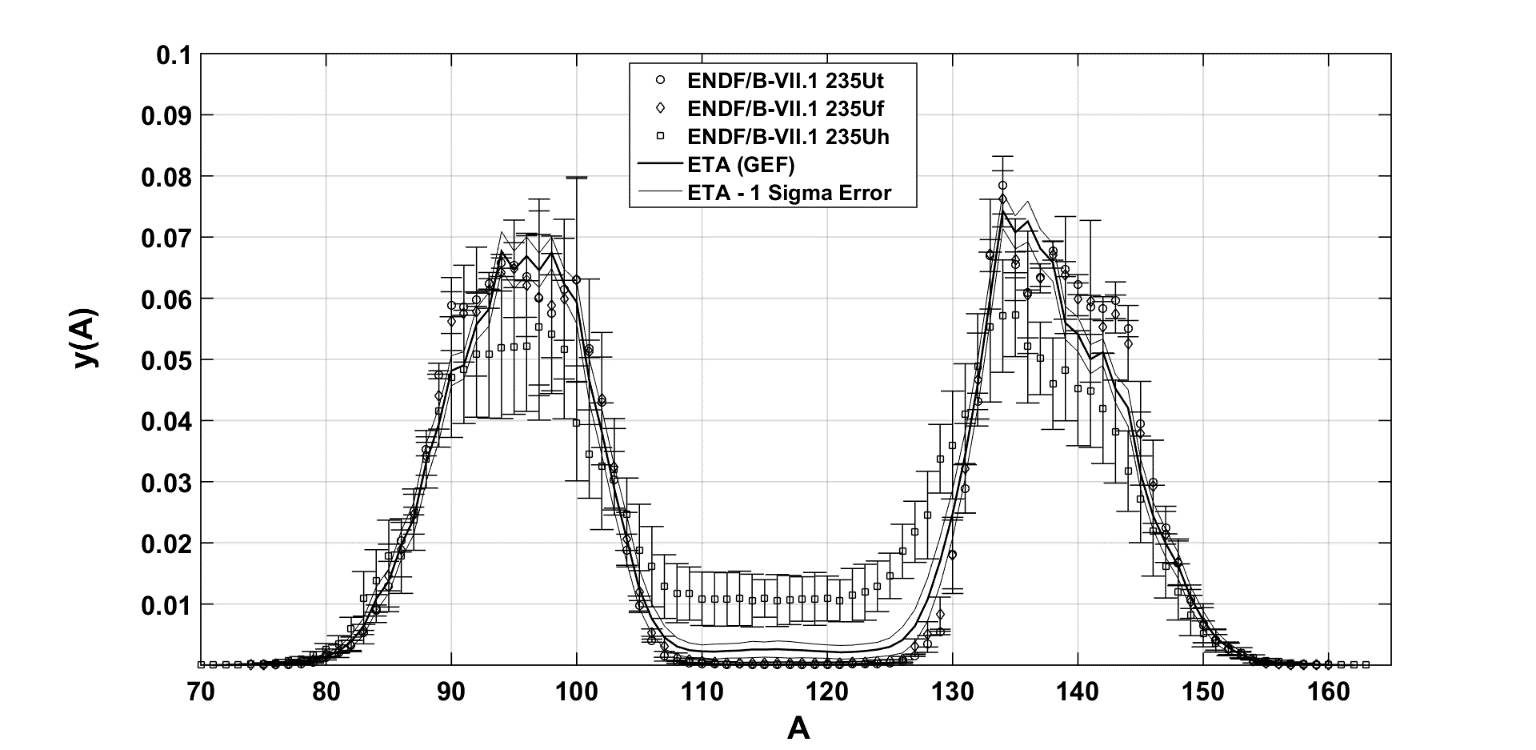 ENDF/B-VII.1 235Ut
ENDF/B-VII.1 235Uf
ENDF/B-VII.1 235Uh
ETA (GEF)
ETA - 1 Sigma Error
y(A)
0.1
0.09
0.08
0.07
0.06
0.05
0.04
0.03
0.02
0.01
70 80 90 100 110 120 130 140 150 160
A